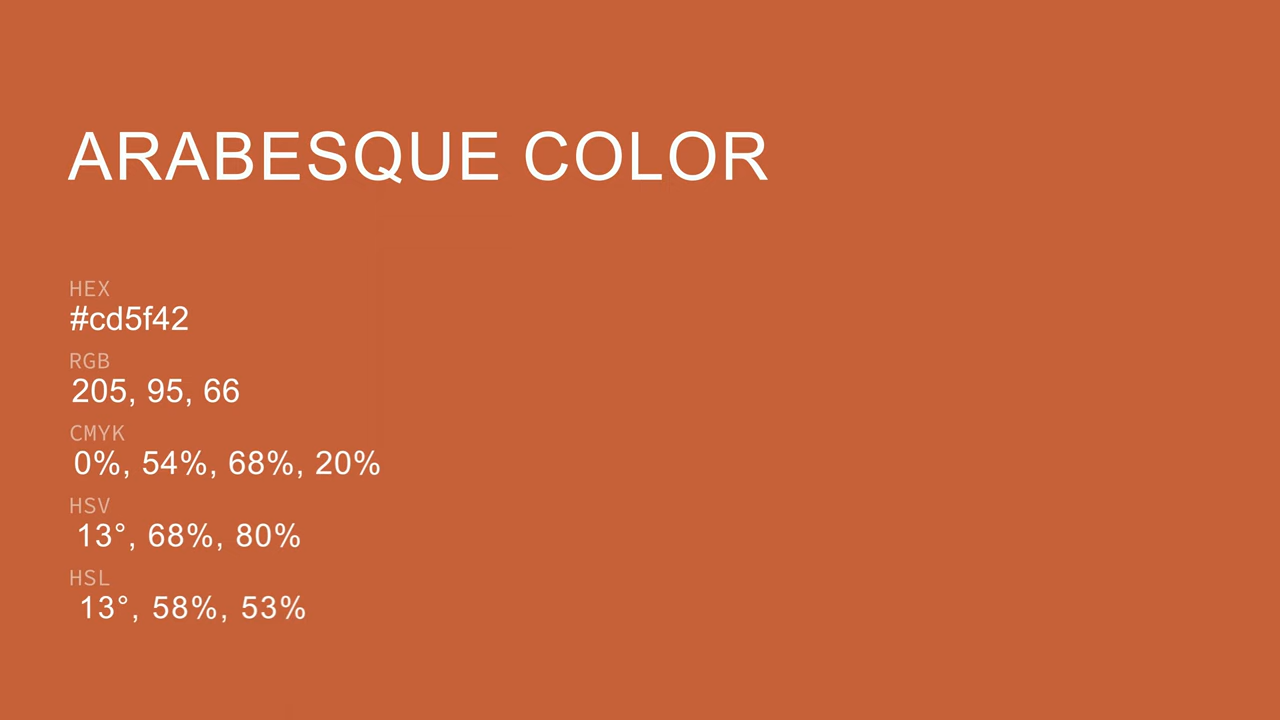 ARABESQUE COLOR
HEX
#cd5f42
RGB
205, 95, 66
CMYK
0%, 54%, 68%, 20%
HSV
13°, 68%, 80%
HSL
13°, 58%, 53%